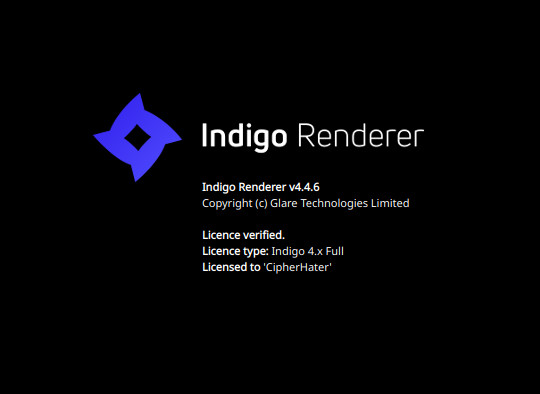 Indigo Renderer
Indigo Renderer v4.4.6
Copyright (c) Glare Technologies Limited
Licence verified.
Licence type: Indigo 4.x Full
Licensed to 'CipherHater'